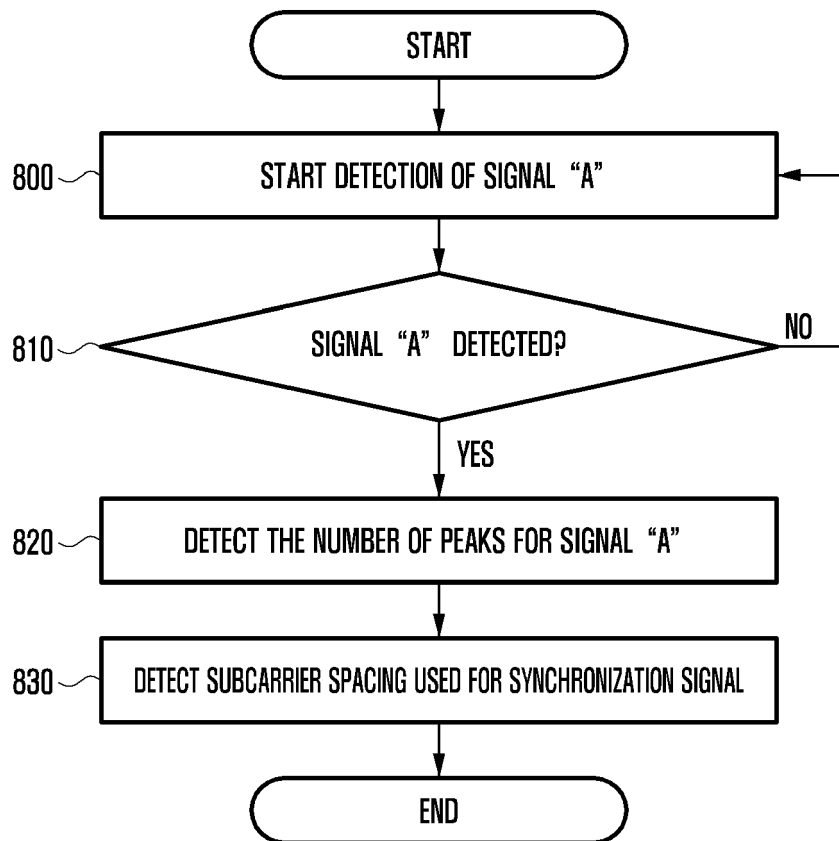 START
800
START DETECTION OF SIGNAL “A”
810
SIGNAL “A” DETECTED?
NO
YES
820
DETECT THE NUMBER OF PEAKS FOR SIGNAL “A”
830
DETECT SUBCARRIER SPACING USED FOR SYNCHRONIZATION SIGNAL
END